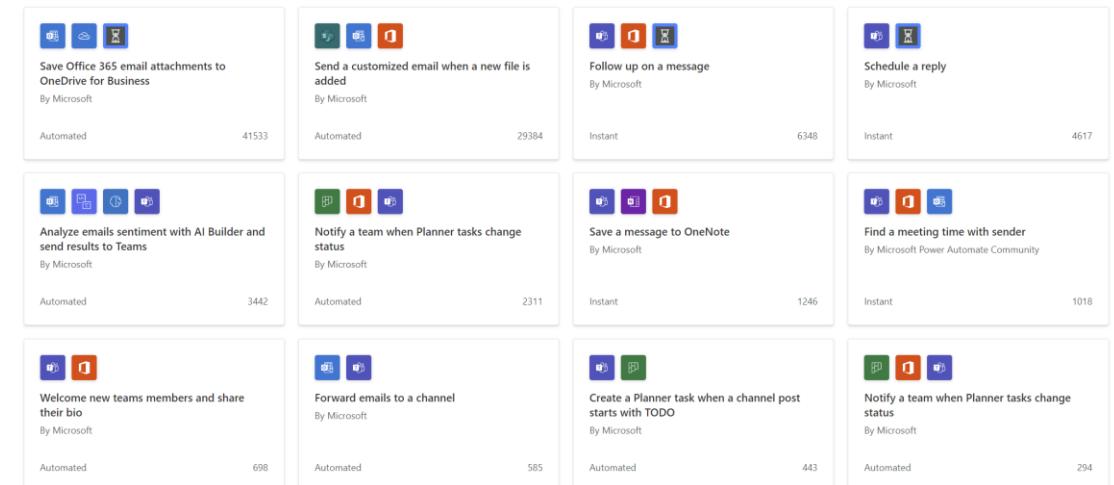 Save Office 365 email attachments to
OneDrive for Business
By Microsoft
Automated 41533
Send a customized email when a new file is
added
By Microsoft
Automated 29384
Follow up on a message
By Microsoft
Instant 6348
Schedule a reply
By Microsoft
Instant 4617
Analyze emails sentiment with AI Builder and
send results to Teams
By Microsoft
Automated 3442
Notify a team when Planner tasks change
status
By Microsoft
Automated 2311
Save a message to OneNote
By Microsoft
Instant 1246
Find a meeting time with sender
By Microsoft Power Automate Community
Instant 1018
Welcome new teams members and share
their bio
By Microsoft
Automated 698
Forward emails to a channel
By Microsoft
Automated 585
Create a Planner task when a channel post
starts with TODO
By Microsoft
Automated 443
Notify a team when Planner tasks change
status
By Microsoft
Automated 294